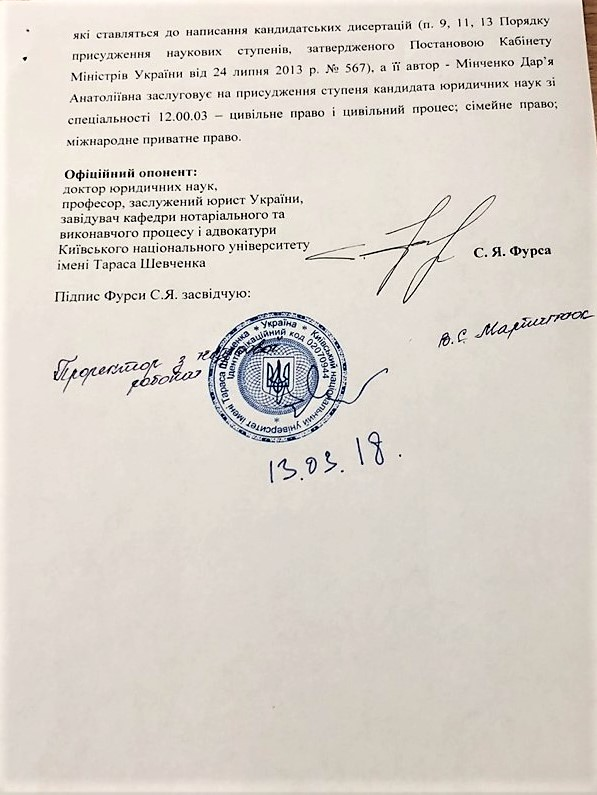 які ставляться до написання кандидатських дисертацій (п. 9, 11, 13 Порядку
присудження наукових ступенів, затвердженого Постановою Кабінету
Міністрів України від 24 липня 2013 р. № 567), а її автор - Мінченко Дар’я
Анатоліївна заслуговує на присудження ступеня кандидата юридичних наук зі
спеціальності 12.00.03 – цивільне право і цивільний процес; сімейне право;
міжнародне приватне право.
Офіційний опонент:
доктор юридичних наук,
професор, заслужений юрист України,
завідувач кафедри нотаріального та
виконавчого процесу і адвокатури
Київського національного університету
імені Тараса Шевченка
С. Я. Фурса
Підпис Фурси С.Я. засвідчую:
Проректор з
роботи
В.С. Мартинюк
* Україна * Київський національний університет імені Тараса Шевченка
Ідентифікаційний код 02070944
13.03.18.